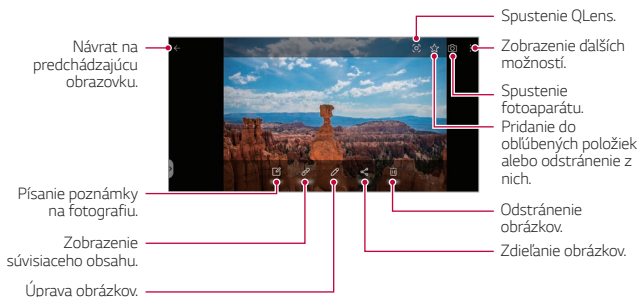 Návrat na
predchádzajúcu
obrazovku.
Písanie poznámky
na fotografiu.
Zobrazenie
súvisiaceho obsahu.
Úprava obrázkov.
Spustenie QLens.
Zobrazenie ďalších
možností.
Spustenie
fotoaparátu.
Pridanie do
obľúbených položiek
alebo odstránenie z
nich.
Odstránenie
obrázkov.
Zdieľanie obrázkov.